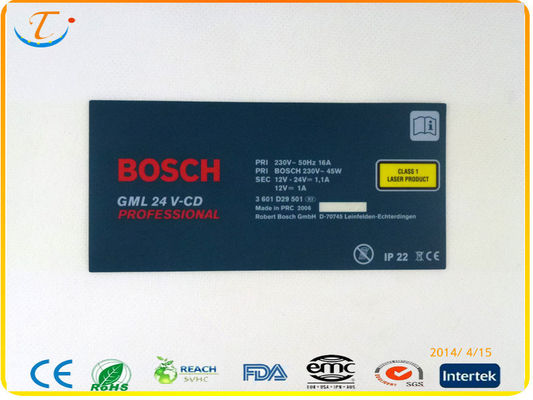 T
BOSCH
GML 24 V-CD
PROFESSIONAL
PRI 230V~ 50Hz 16A
PRI BOSCH 230V~ 45W
SEC 12V - 24V= 1,1A
12V= 1A
3 601 D29 501
Made in PRC 2006
Robert Bosch GmbH D-70745 Leinfelden-Echterdingen
CLASS 1
LASER PRODUCT
IP 22 CE
2014/ 4/15
CE
RoHS
REACH
SVHC
FDA
emc
SGS
Intertek